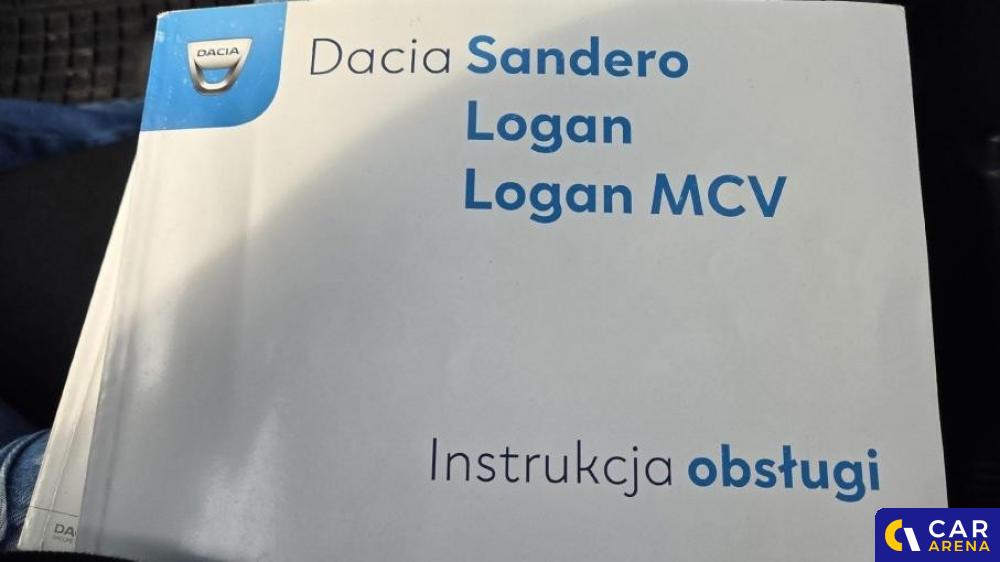 DACIA
Dacia Sandero
Logan
Logan MCV
Instrukcja obsługi
CAR
ARENA